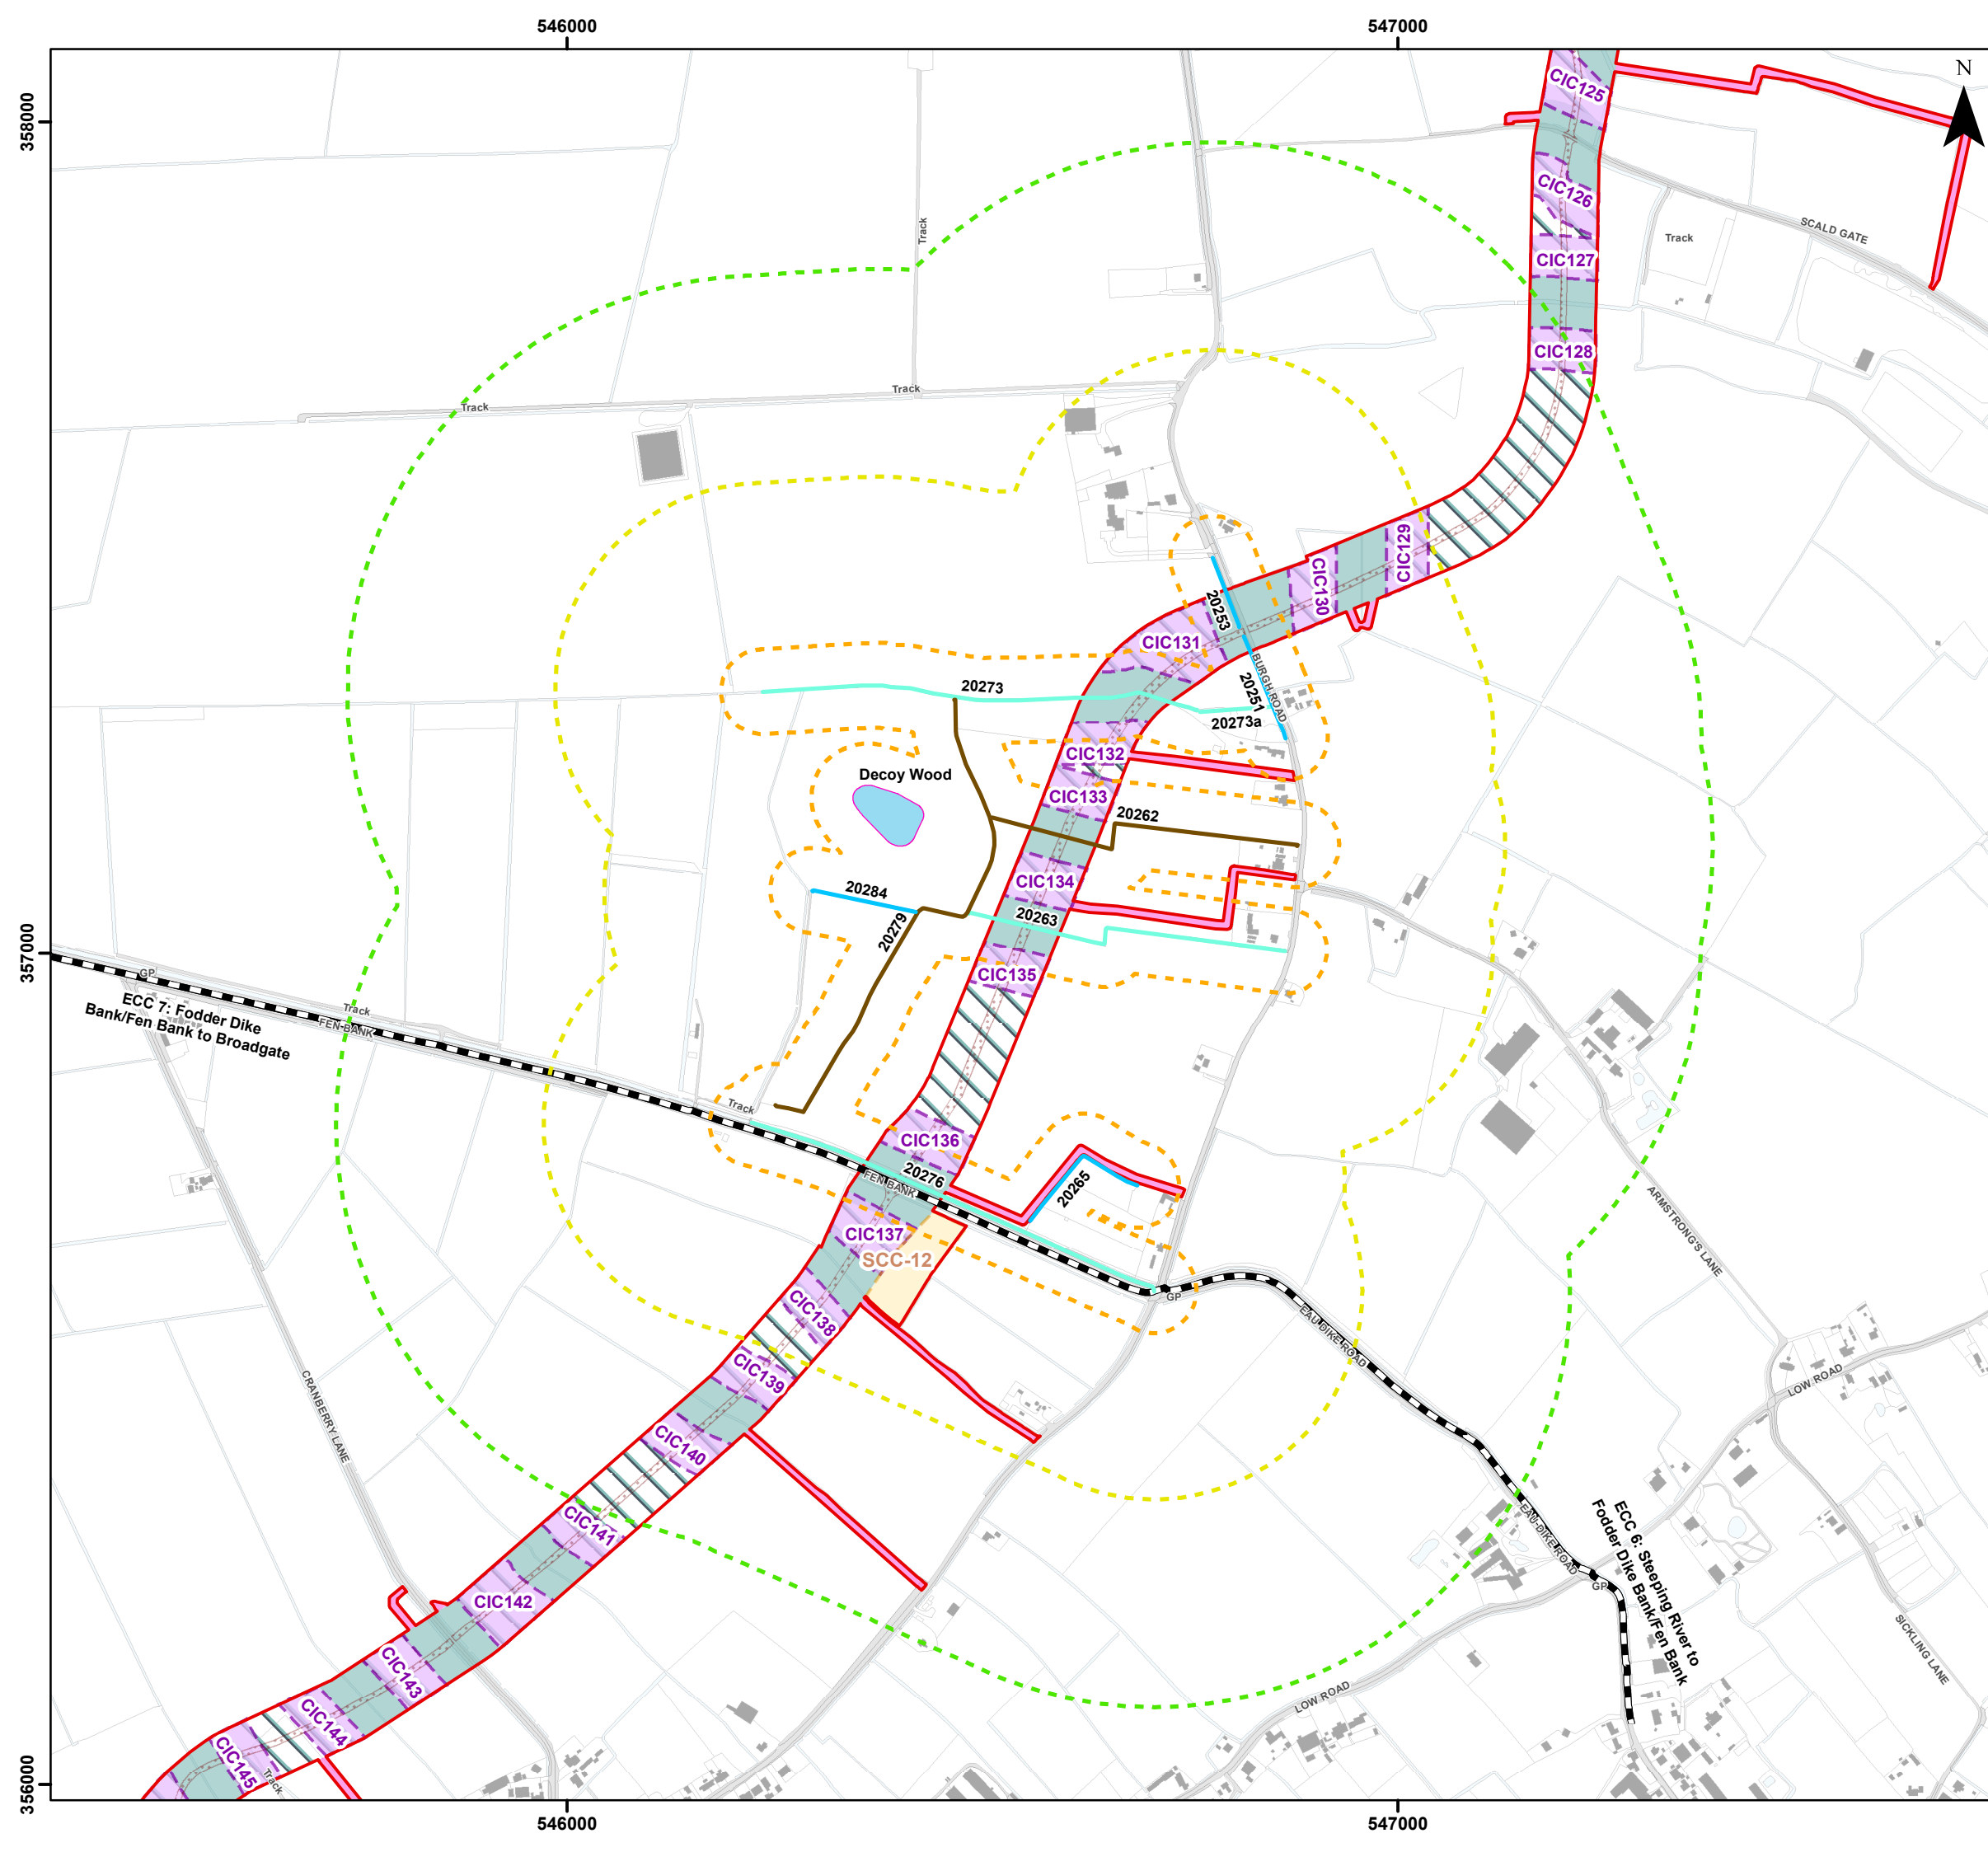 546000
547000
358000
N
CIC125
CIC126
Track
SCALD GATE
Track
CIC127
CIC128
Track
Track
CIC129
CIC130
20253
CIC131
BURGH ROAD
20251
20273
20273a
CIC132
Decoy Wood
CIC133
20262
CIC134
20284
20263
20279
357000
GP
CIC135
ECC 7: Fodder Dike
Bank/Fen Bank to Broadgate
Track
FEN BANK
Track
CIC136
20276
FEN BANK
20265
CIC137
SCC-12
ARMSTRONG'S LANE
GP
EAU DIKE ROAD
CIC138
CIC139
CRANBERRY LANE
LOW ROAD
CIC140
CIC141
EAU DIKE ROAD
ECC 6: Steeping River to
Fodder Dike Bank/Fen Bank
GP
CIC142
CIC143
SICKLING LANE
LOW ROAD
CIC144
CIC145
Track
356000
546000
547000